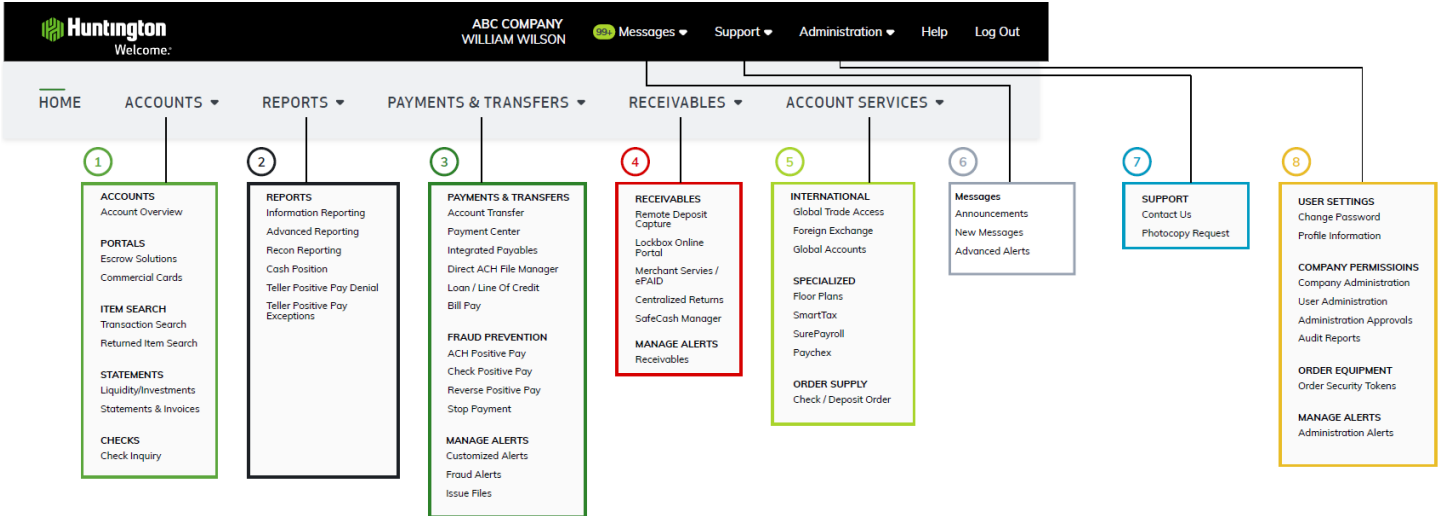 Huntington
Welcome.
ABC COMPANY
WILLIAM WILSON
99+ Messages
Support
Administration
Help
Log Out
HOME
ACCOUNTS
REPORTS
PAYMENTS & TRANSFERS
RECEIVABLES
ACCOUNT SERVICES
1
ACCOUNTS
Account Overview
PORTALS
Escrow Solutions
Commercial Cards
ITEM SEARCH
Transaction Search
Returned Item Search
STATEMENTS
Liquidity/Investments
Statements & Invoices
CHECKS
Check Inquiry
2
REPORTS
Information Reporting
Advanced Reporting
Recon Reporting
Cash Position
Teller Positive Pay Denial
Teller Positive Pay
Exceptions
3
PAYMENTS & TRANSFERS
Account Transfer
Payment Center
Integrated Payables
Direct ACH File Manager
Loan / Line Of Credit
Bill Pay
FRAUD PREVENTION
ACH Positive Pay
Check Positive Pay
Reverse Positive Pay
Stop Payment
MANAGE ALERTS
Customized Alerts
Fraud Alerts
Issue Files
4
RECEIVABLES
Remote Deposit
Capture
Lockbox Online
Portal
Merchant Servies /
ePAID
Centralized Returns
SafeCash Manager
MANAGE ALERTS
Receivables
5
INTERNATIONAL
Global Trade Access
Foreign Exchange
Global Accounts
SPECIALIZED
Floor Plans
SmartTax
SurePayroll
Paychex
ORDER SUPPLY
Check / Deposit Order
6
Messages
Announcements
New Messages
Advanced Alerts
7
SUPPORT
Contact Us
Photocopy Request
8
USER SETTINGS
Change Password
Profile Information
COMPANY PERMISSIOINS
Company Administration
User Administration
Administration Approvals
Audit Reports
ORDER EQUIPMENT
Order Security Tokens
MANAGE ALERTS
Administration Alerts